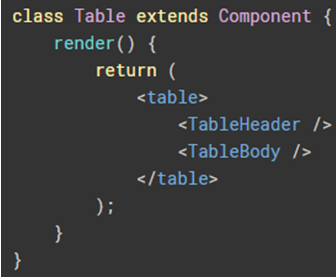 class Table extends Component {
    render() {
        return (
            <table>
                <TableHeader />
                <TableBody />
            </table>
        );
    }
}